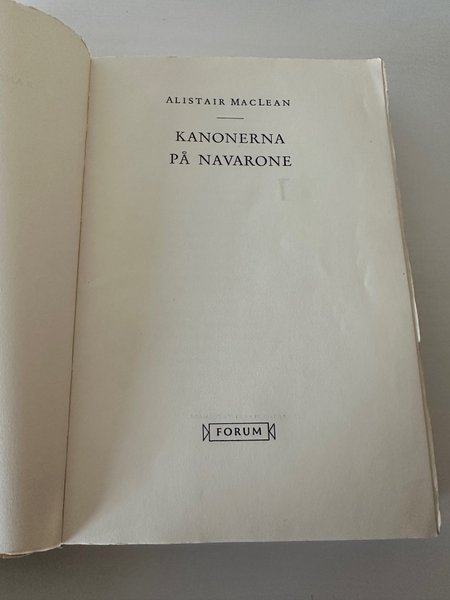 ALISTAIR MACLEAN
KANONERNA
PÅ NAVARONE
FORUM